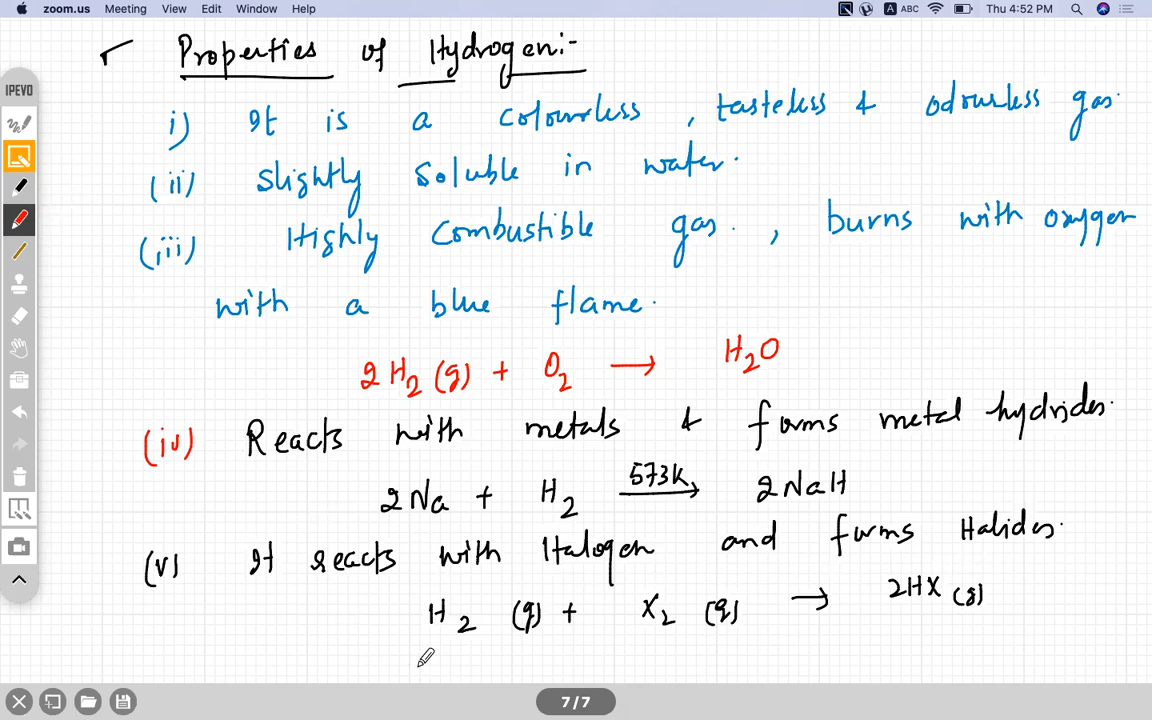 zoom.us Meeting View Edit Window Help
ABC Thu 4:52 PM
IPEVO
Properties of Hydrogen:-
i) It is a colourless, tasteless & odourless gas.
(ii) slightly soluble in water.
(iii) Highly combustible gas., burns with oxygen
with a blue flame.
2H₂(g) + O₂ → H₂O
(iv) Reacts with metals & forms metal hydrides.
2Na + H₂ 573K→ 2NaH
(v) It reacts with Halogen and forms Halides.
H₂ (g) + X₂ (g) → 2HX (g)
7/7